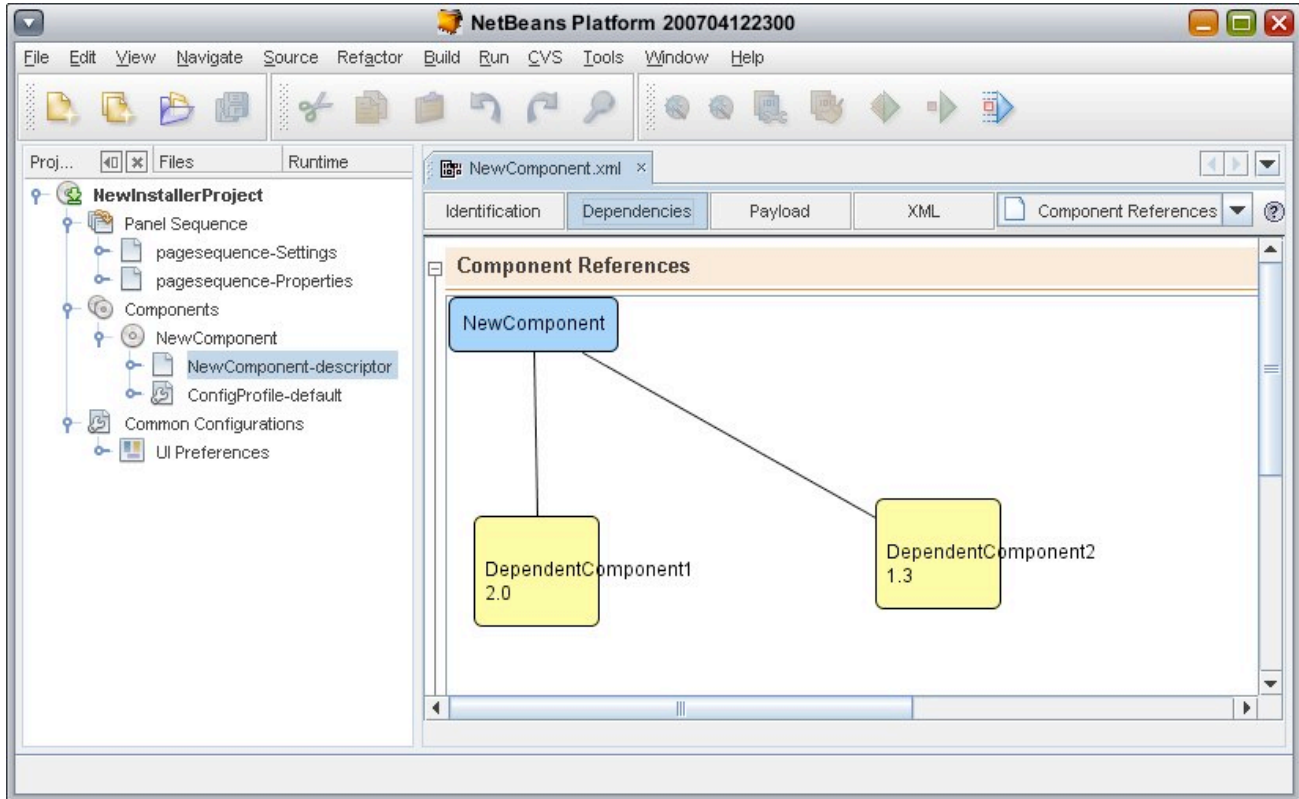 NetBeans Platform 200704122300
File Edit View Navigate Source Refactor Build Run CVS Tools Window Help
Proj... Files Runtime
NewInstallerProject
Panel Sequence
pagesequence-Settings
pagesequence-Properties
Components
NewComponent
NewComponent-descriptor
ConfigProfile-default
Common Configurations
UI Preferences
NewComponent.xml
Identification Dependencies Payload XML Component References
Component References
NewComponent
DependentComponent1
2.0
DependentComponent2
1.3